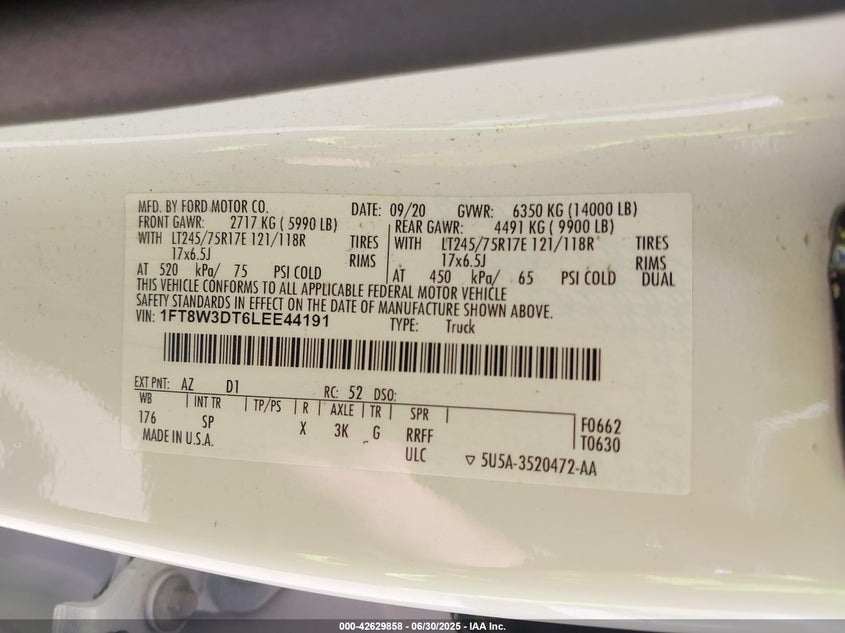 MFD. BY FORD MOTOR CO. DATE: 09/20 GVWR: 6350 KG (14000 LB)
FRONT GAWR: 2717 KG ( 5990 LB) REAR GAWR: 4491 KG ( 9900 LB)
WITH LT245/75R17E 121/118R TIRES WITH LT245/75R17E 121/118R TIRES
17x6.5J RIMS 17x6.5J RIMS
AT 520 kPa/ 75 PSI COLD AT 450 kPa/ 65 PSI COLD DUAL
THIS VEHICLE CONFORMS TO ALL APPLICABLE FEDERAL MOTOR VEHICLE
SAFETY STANDARDS IN EFFECT ON THE DATE OF MANUFACTURE SHOWN ABOVE.
VIN: 1FT8W3DT6LEE44191 TYPE: Truck
EXT PNT: AZ D1 RC: 52 DSO:
WB INT TR TP/PS R AXLE TR SPR
176 SP X 3K G RRFF F0662
MADE IN U.S.A. ULC T0630
5U5A-3520472-AA
000-42629858 - 06/30/2025 - IAA Inc.